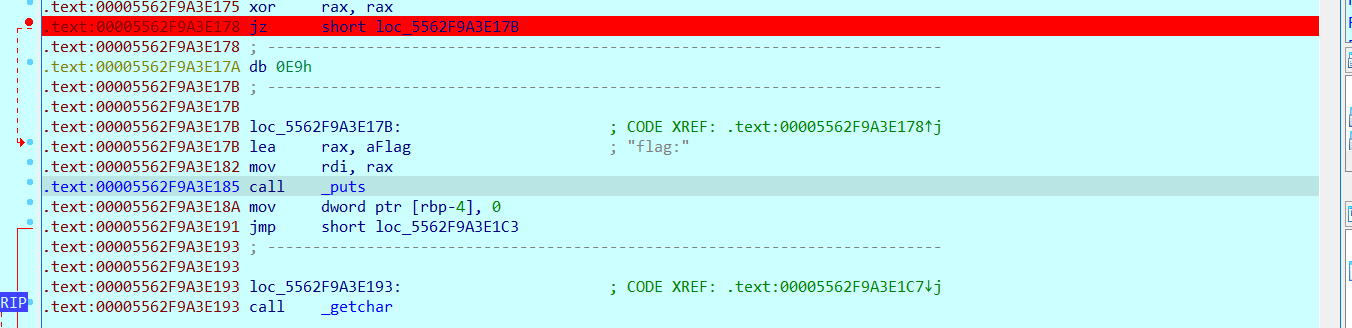 .text:00005562F9A3E175 xor rax, rax
.text:00005562F9A3E178 jz short loc_5562F9A3E17B
.text:00005562F9A3E178 ; ---------------------------------------------------------------------------
.text:00005562F9A3E17A db 0E9h
.text:00005562F9A3E17B ; ---------------------------------------------------------------------------
.text:00005562F9A3E17B
.text:00005562F9A3E17B loc_5562F9A3E17B: ; CODE XREF: .text:00005562F9A3E178↑j
.text:00005562F9A3E17B lea rax, aFlag ; "flag:"
.text:00005562F9A3E182 mov rdi, rax
.text:00005562F9A3E185 call _puts
.text:00005562F9A3E18A mov dword ptr [rbp-4], 0
.text:00005562F9A3E191 jmp short loc_5562F9A3E1C3
.text:00005562F9A3E193 ; ---------------------------------------------------------------------------
.text:00005562F9A3E193
.text:00005562F9A3E193 loc_5562F9A3E193: ; CODE XREF: .text:00005562F9A3E1C7↓j
RIP .text:00005562F9A3E193 call _getchar